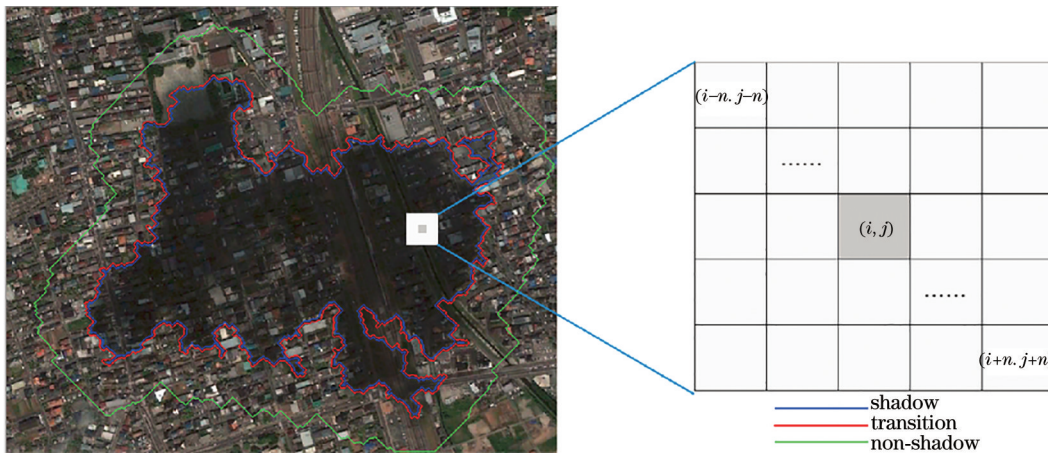 (i−n. j−n)
......
(i, j)
......
(i+n. j+n
shadow
transition
non-shadow